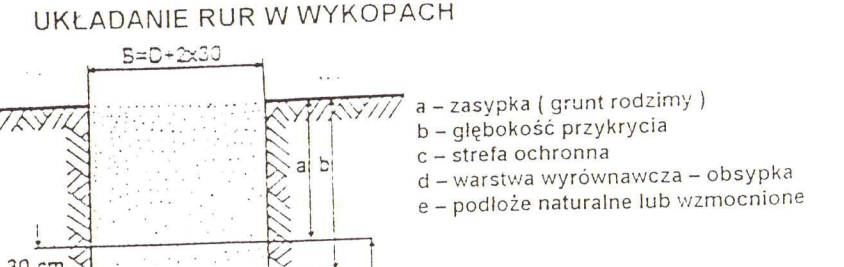 UKŁADANIE RUR W WYKOPACH
B=D+2x30
a – zasypka ( grunt rodzimy )
b – głębokość przykrycia
c – strefa ochronna
d – warstwa wyrównawcza – obsypka
e – podłoże naturalne lub wzmocnione
a b
30 cm